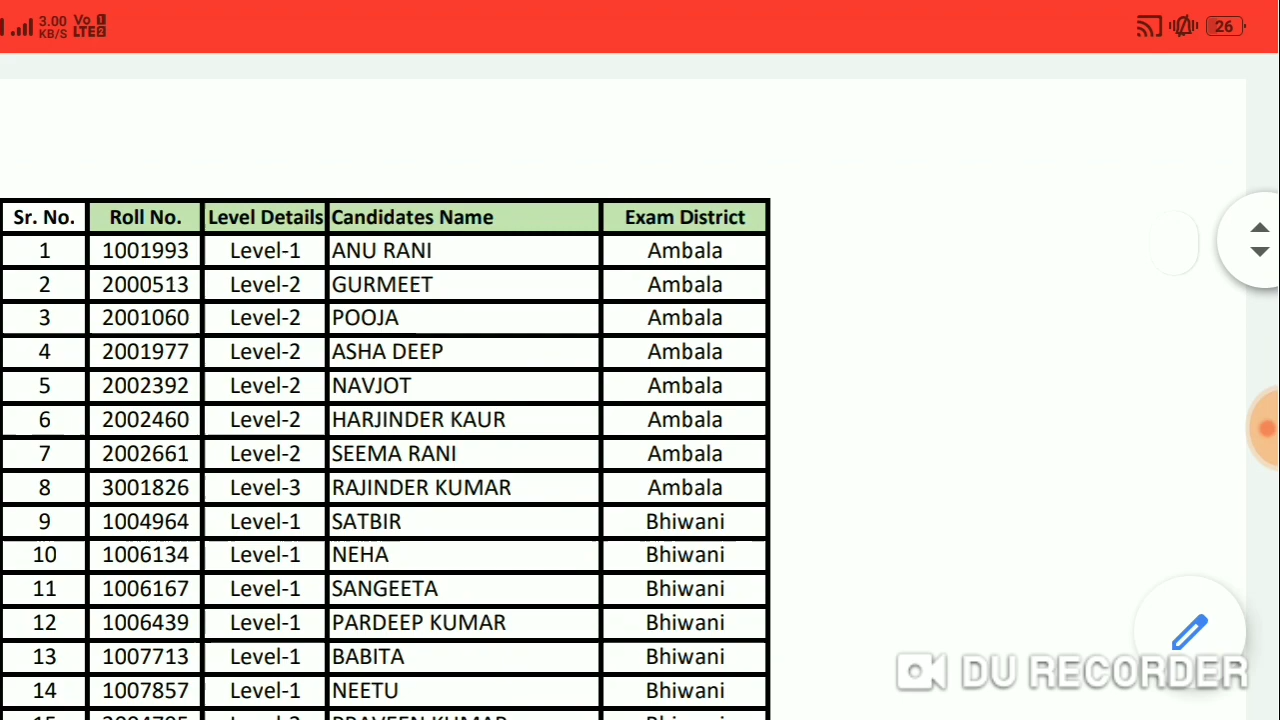 3.00 Vo 1
KB/S LTE 2
26
Sr. No. Roll No. Level Details Candidates Name Exam District
1 1001993 Level-1 ANU RANI Ambala
2 2000513 Level-2 GURMEET Ambala
3 2001060 Level-2 POOJA Ambala
4 2001977 Level-2 ASHA DEEP Ambala
5 2002392 Level-2 NAVJOT Ambala
6 2002460 Level-2 HARJINDER KAUR Ambala
7 2002661 Level-2 SEEMA RANI Ambala
8 3001826 Level-3 RAJINDER KUMAR Ambala
9 1004964 Level-1 SATBIR Bhiwani
10 1006134 Level-1 NEHA Bhiwani
11 1006167 Level-1 SANGEETA Bhiwani
12 1006439 Level-1 PARDEEP KUMAR Bhiwani
13 1007713 Level-1 BABITA Bhiwani
14 1007857 Level-1 NEETU Bhiwani
DU RECORDER